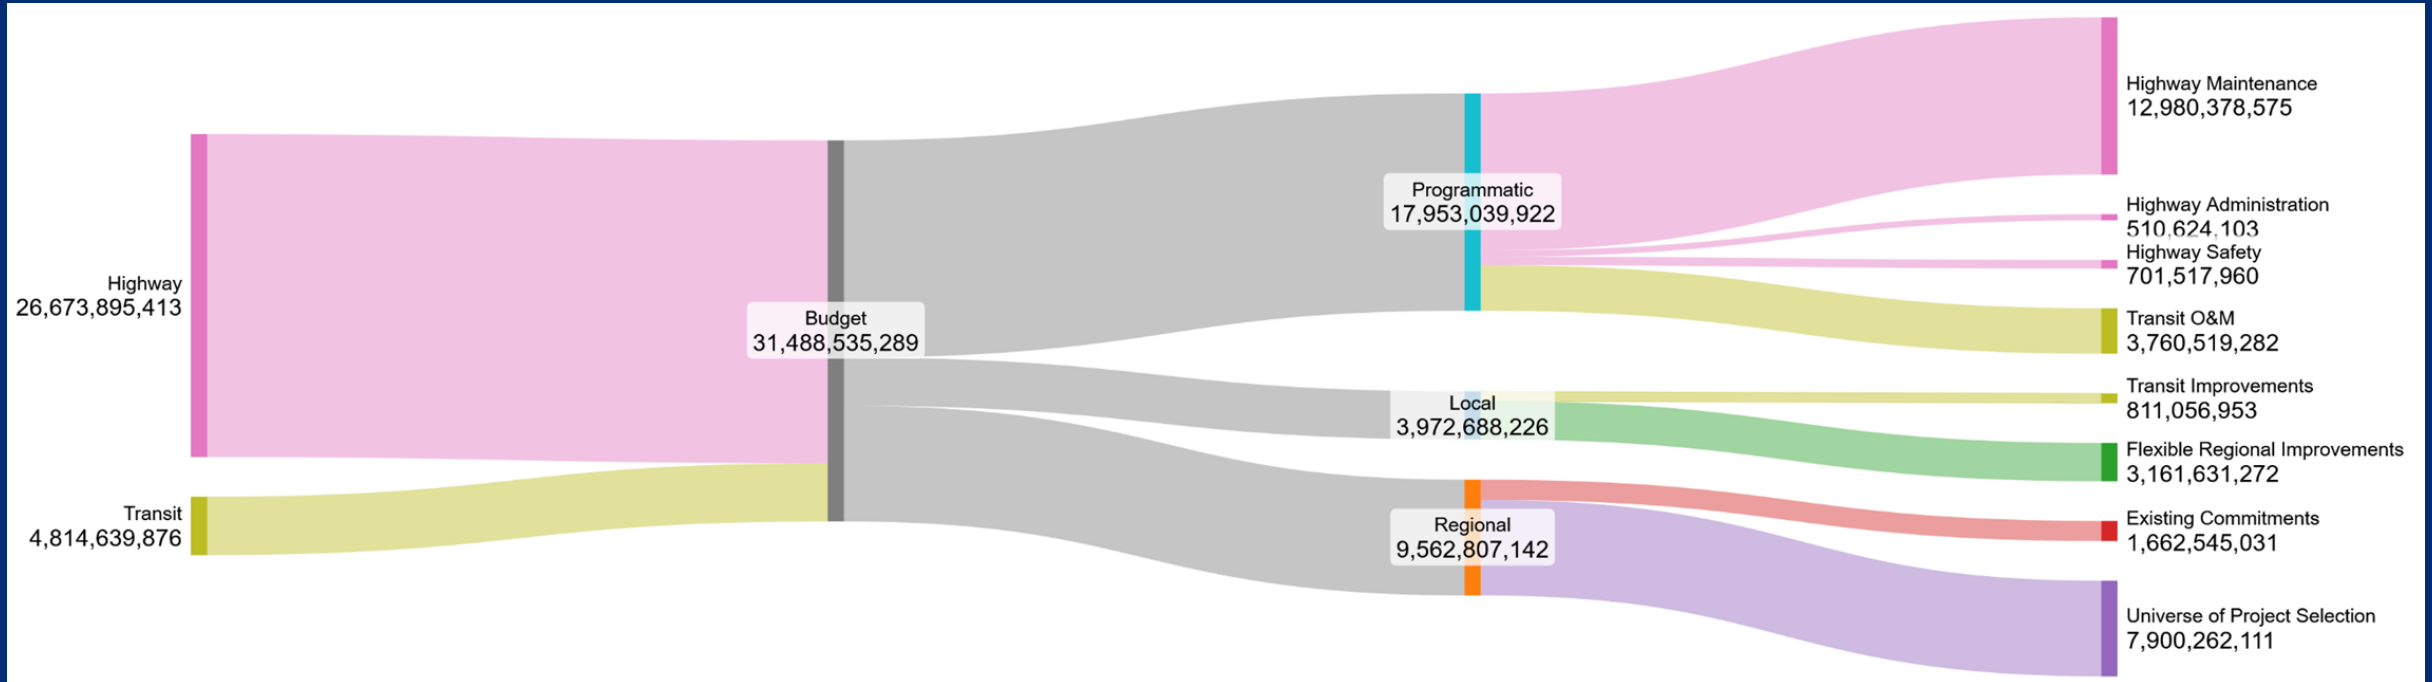 Highway
26,673,895,413
Transit
4,814,639,876
Budget
31,488,535,289
Programmatic
17,953,039,922
Local
3,972,688,226
Regional
9,562,807,142
Highway Maintenance
12,980,378,575
Highway Administration
510,624,103
Highway Safety
701,517,960
Transit O&M
3,760,519,282
Transit Improvements
811,056,953
Flexible Regional Improvements
3,161,631,272
Existing Commitments
1,662,545,031
Universe of Project Selection
7,900,262,111